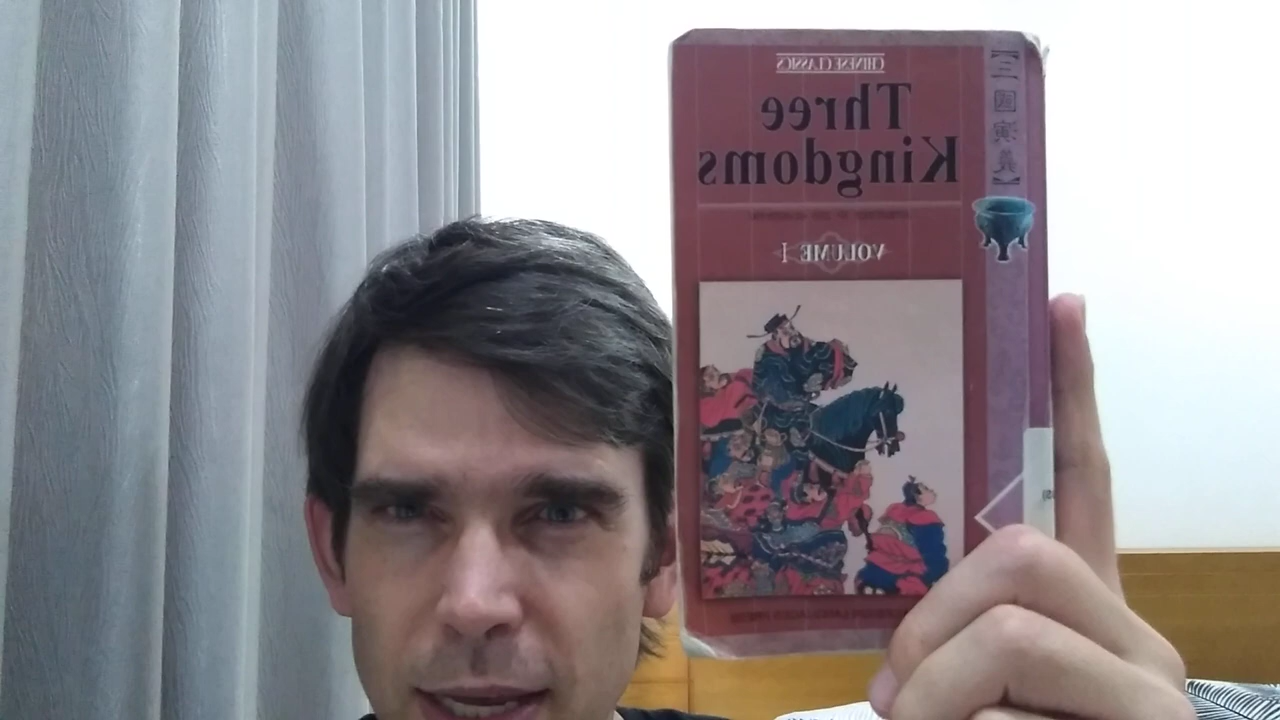 CHINESE CLASSICS
Three
Kingdoms
VOLUME I
【三國演義】